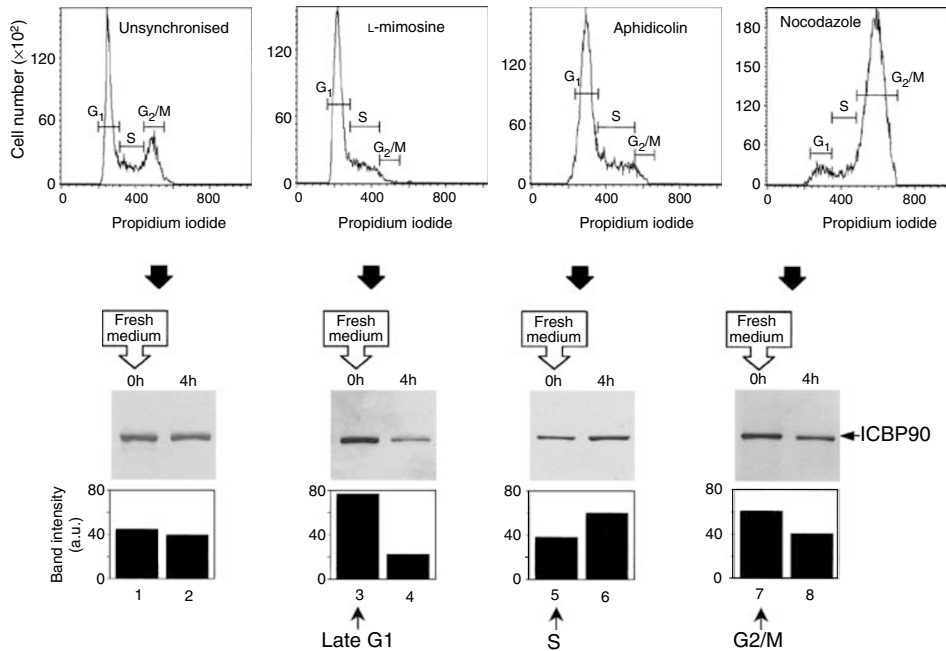 Unsynchronised
L-mimosine
Aphidicolin
Nocodazole
Cell number (×10²)
120
60
0
G₁
S
G₂/M
0 400 800
Propidium iodide
120
60
0
G₁
S
G₂/M
0 400 800
Propidium iodide
160
120
80
40
0
G₁
S
G₂/M
0 400 800
Propidium iodide
180
120
60
0
G₁
S
G₂/M
0 400 800
Propidium iodide
Fresh
medium
Fresh
medium
Fresh
medium
Fresh
medium
0h 4h
0h 4h
0h 4h
0h 4h
ICBP90
Band intensity
(a.u.)
80
40
0
1 2
80
40
0
3 4
80
40
0
5 6
80
40
0
7 8
Late G1
S
G2/M